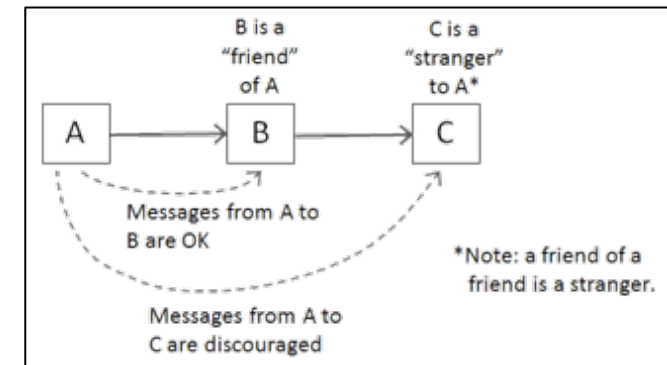 B is a
“friend”
of A
C is a
“stranger”
to A*
A
B
C
Messages from A to
B are OK
*Note: a friend of a
friend is a stranger.
Messages from A to
C are discouraged